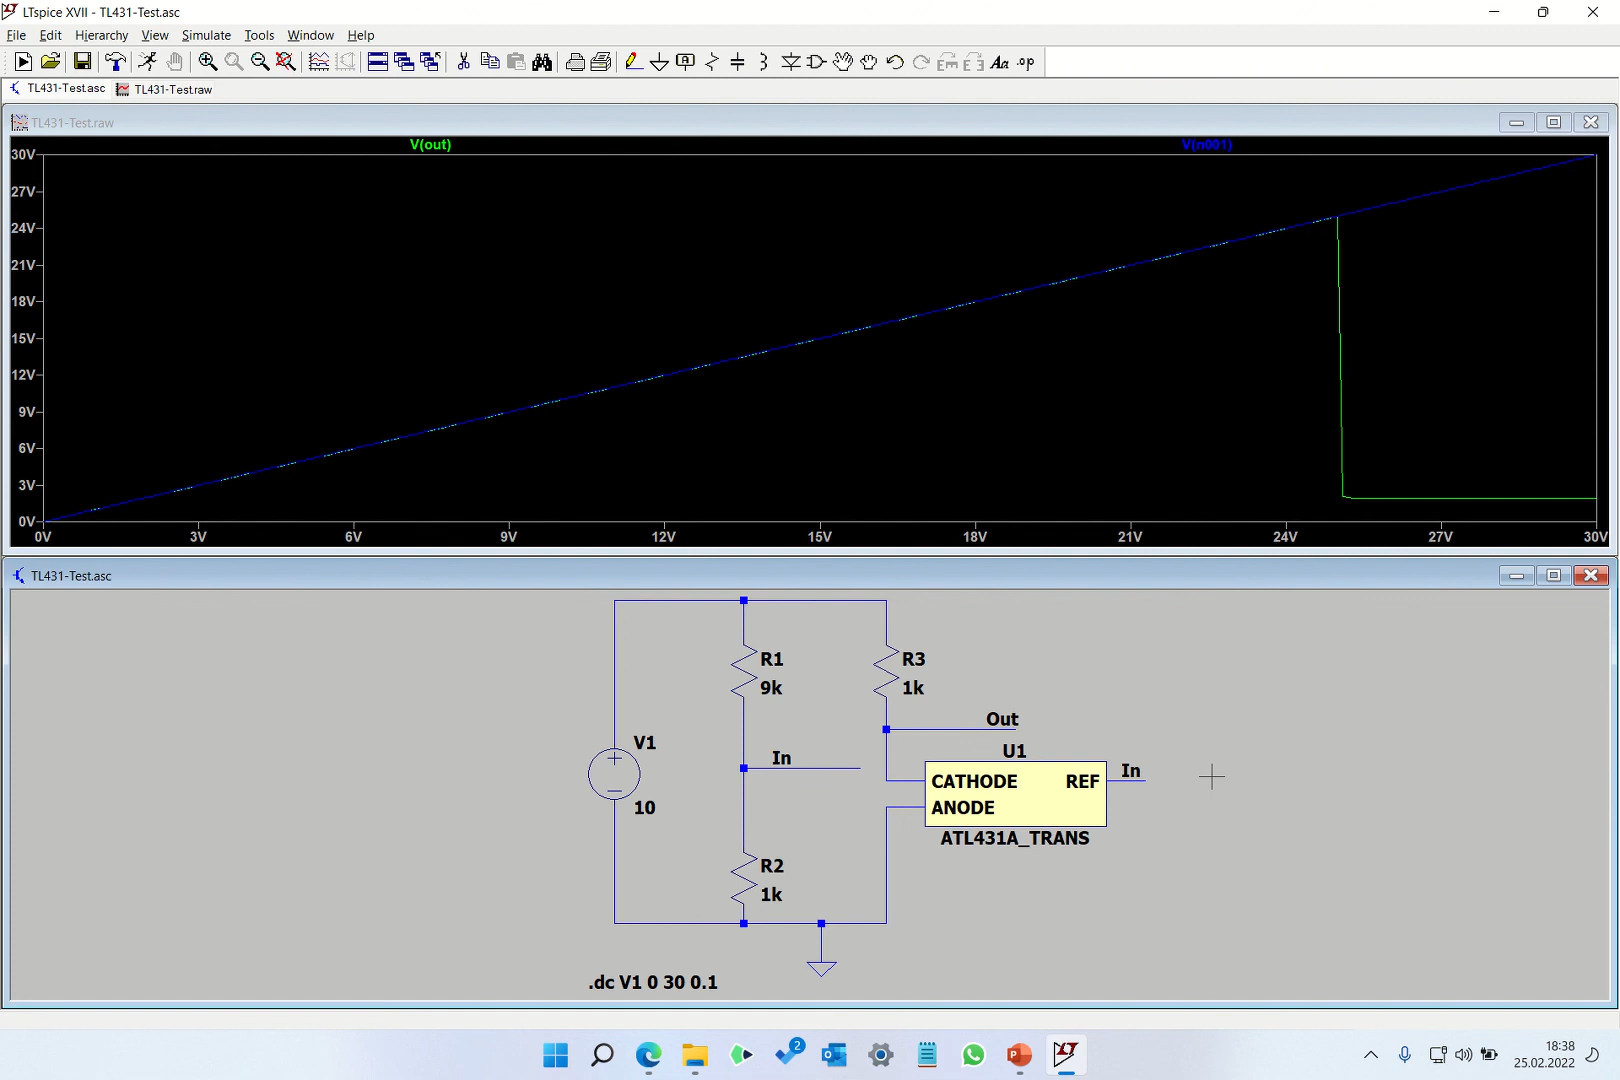 LTspice XVII - TL431-Test.asc
File Edit Hierarchy View Simulate Tools Window Help
TL431-Test.asc TL431-Test.raw
TL431-Test.raw
V(out) V(n001)
30V
27V
24V
21V
18V
15V
12V
9V
6V
3V
0V
0V 3V 6V 9V 12V 15V 18V 21V 24V 27V 30V
TL431-Test.asc
R1
9k
R3
1k
Out
V1
In
U1
CATHODE REF In
ANODE
10
ATL431A_TRANS
R2
1k
.dc V1 0 30 0.1
2
18:38
25.02.2022